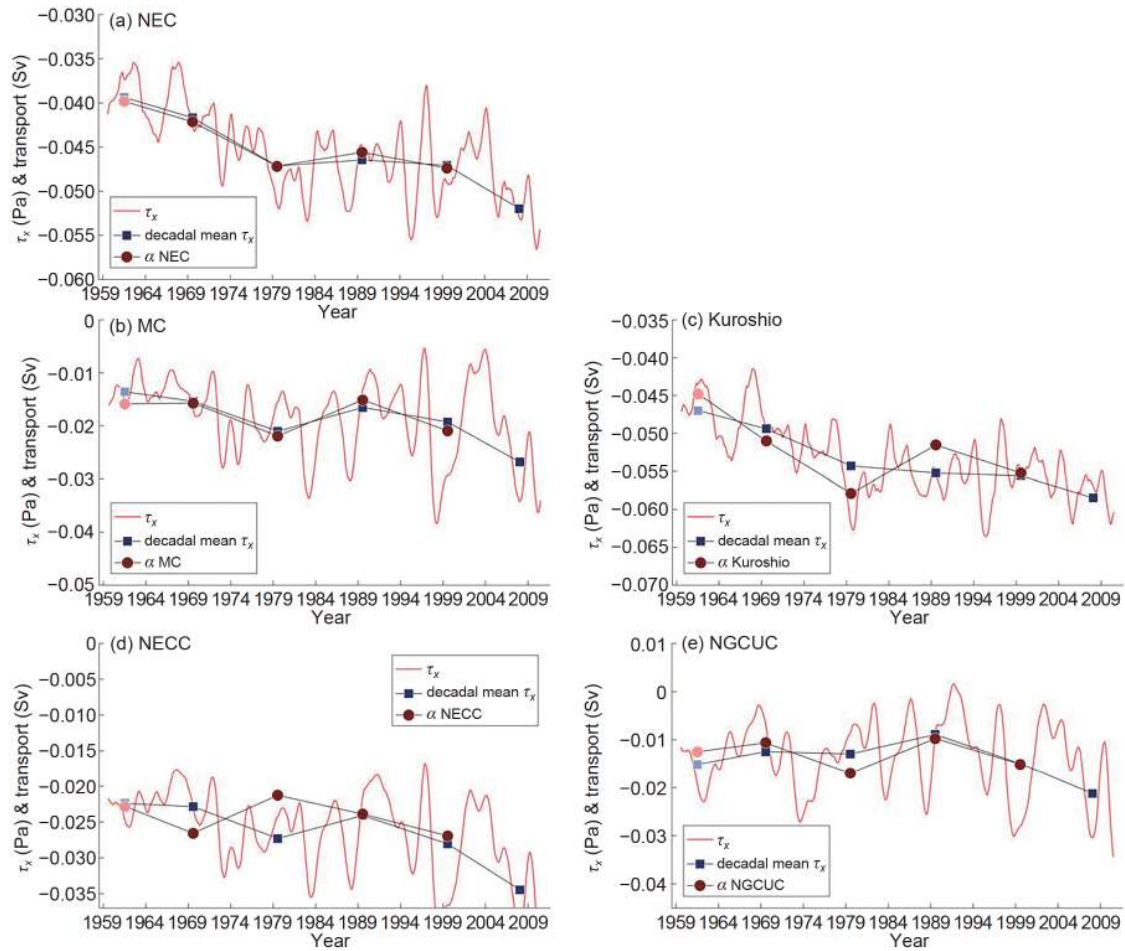 (a) NEC
τx (Pa) & transport (Sv)
−0.030
−0.035
−0.040
−0.045
−0.050
−0.055
−0.060
τx
decadal mean τx
α NEC
1959 1964 1969 1974 1979 1984 1989 1994 1999 2004 2009
Year
(b) MC
τx (Pa) & transport (Sv)
0
−0.01
−0.02
−0.03
−0.04
−0.05
τx
decadal mean τx
α MC
1959 1964 1969 1974 1979 1984 1989 1994 1999 2004 2009
Year
(c) Kuroshio
τx (Pa) & transport (Sv)
−0.035
−0.040
−0.045
−0.050
−0.055
−0.060
−0.065
−0.070
τx
decadal mean τx
α Kuroshio
1959 1964 1969 1974 1979 1984 1989 1994 1999 2004 2009
Year
(d) NECC
τx (Pa) & transport (Sv)
0
−0.005
−0.010
−0.015
−0.020
−0.025
−0.030
−0.035
τx
decadal mean τx
α NECC
1959 1964 1969 1974 1979 1984 1989 1994 1999 2004 2009
Year
(e) NGCUC
τx (Pa) & transport (Sv)
0.01
0
−0.01
−0.02
−0.03
−0.04
τx
decadal mean τx
α NGCUC
1959 1964 1969 1974 1979 1984 1989 1994 1999 2004 2009
Year